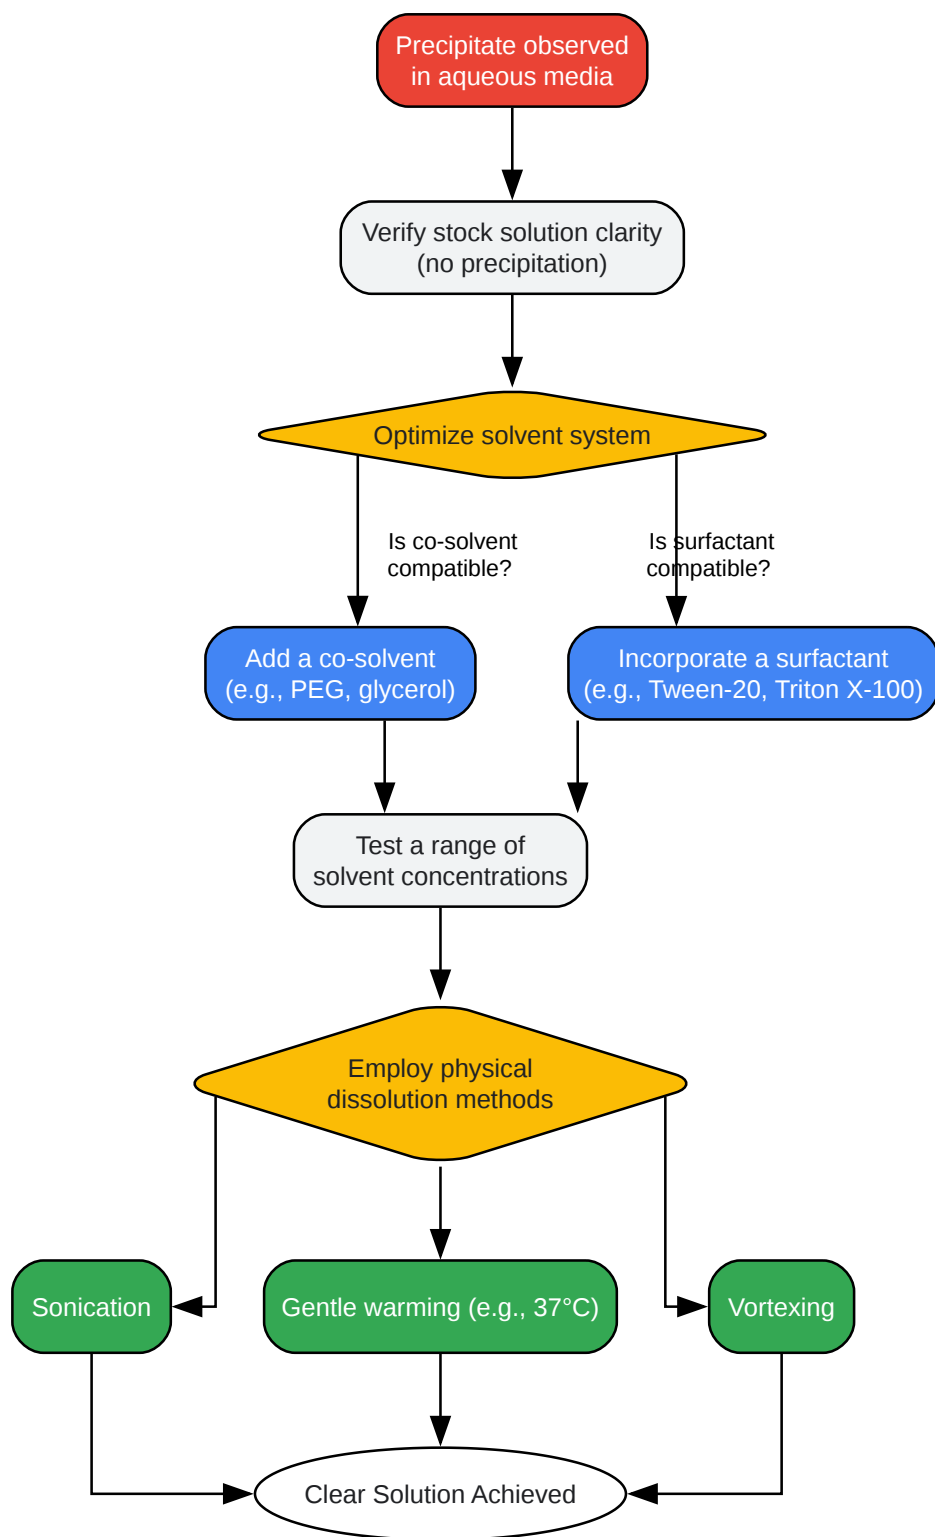 Precipitate observed
in aqueous media
Verify stock solution clarity
(no precipitation)
Optimize solvent system
Is co-solvent
compatible?
Is surfactant
compatible?
Add a co-solvent
(e.g., PEG, glycerol)
Incorporate a surfactant
(e.g., Tween-20, Triton X-100)
Test a range of
solvent concentrations
Employ physical
dissolution methods
Sonication
Gentle warming (e.g., 37°C)
Vortexing
Clear Solution Achieved